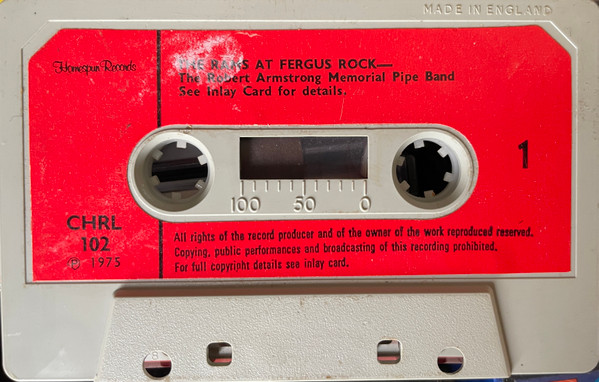 MADE IN ENGLAND
Homespun Records
THE RAKS AT FERGUS ROCK—
The Robert Armstrong Memorial Pipe Band
See Inlay Card for details.
1
100 50 0
CHRL
102
℗ 1975
All rights of the record producer and of the owner of the work reproduced reserved.
Copying, public performances and broadcasting of this recording prohibited.
For full copyright details see inlay card.